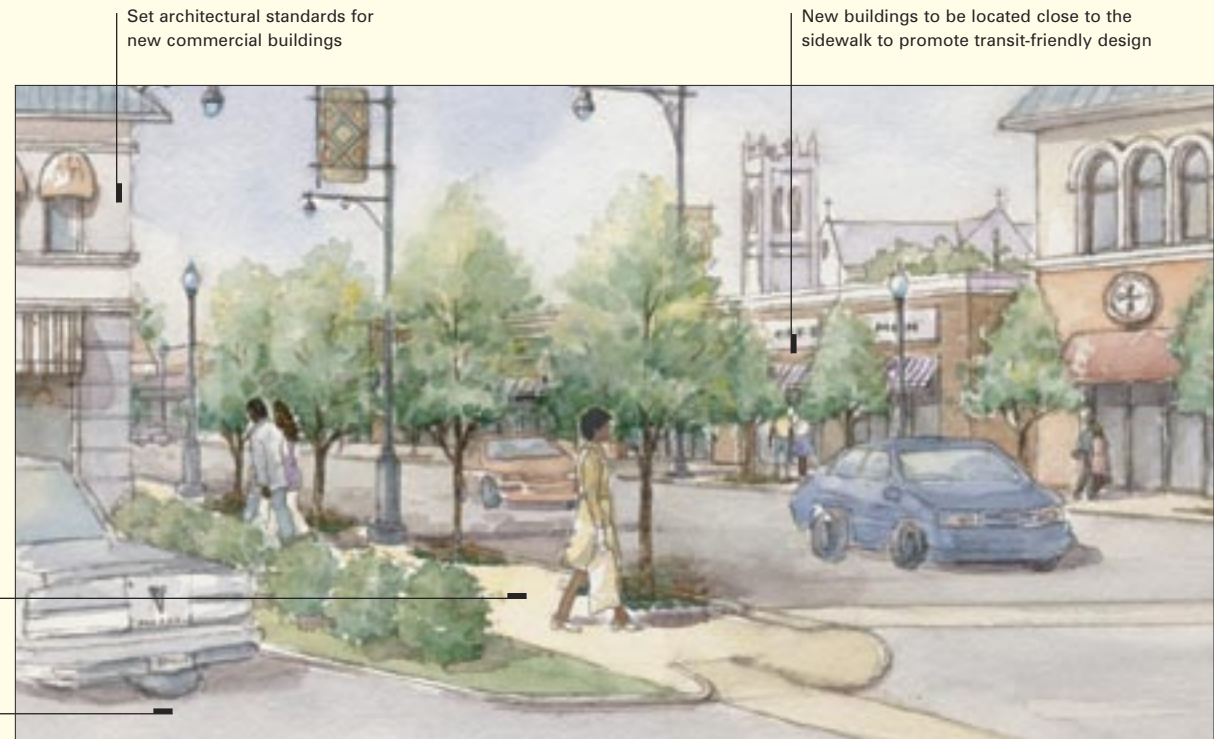 Set architectural standards for
new commercial buildings
New buildings to be located close to the
sidewalk to promote transit-friendly design